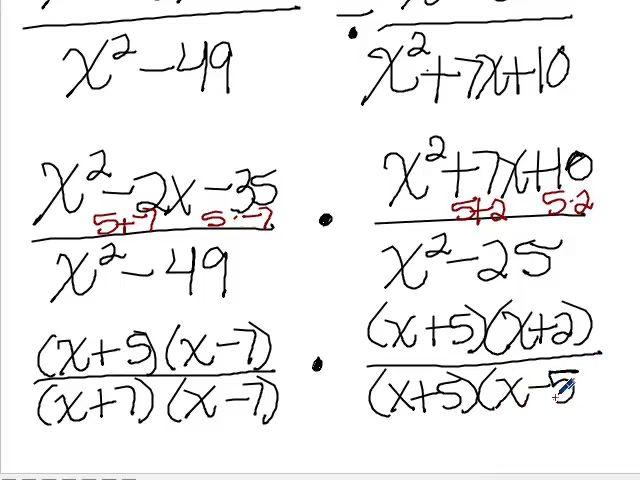 x² - 49 x² + 7x + 10
x² - 2x - 35 · x² + 7x + 10
5 + -7 5 · -7 5 + 2 5 · 2
x² - 49 x² - 25
(x + 5)(x - 7) · (x + 5)(x + 2)
(x + 7)(x - 7) (x + 5)(x - 5